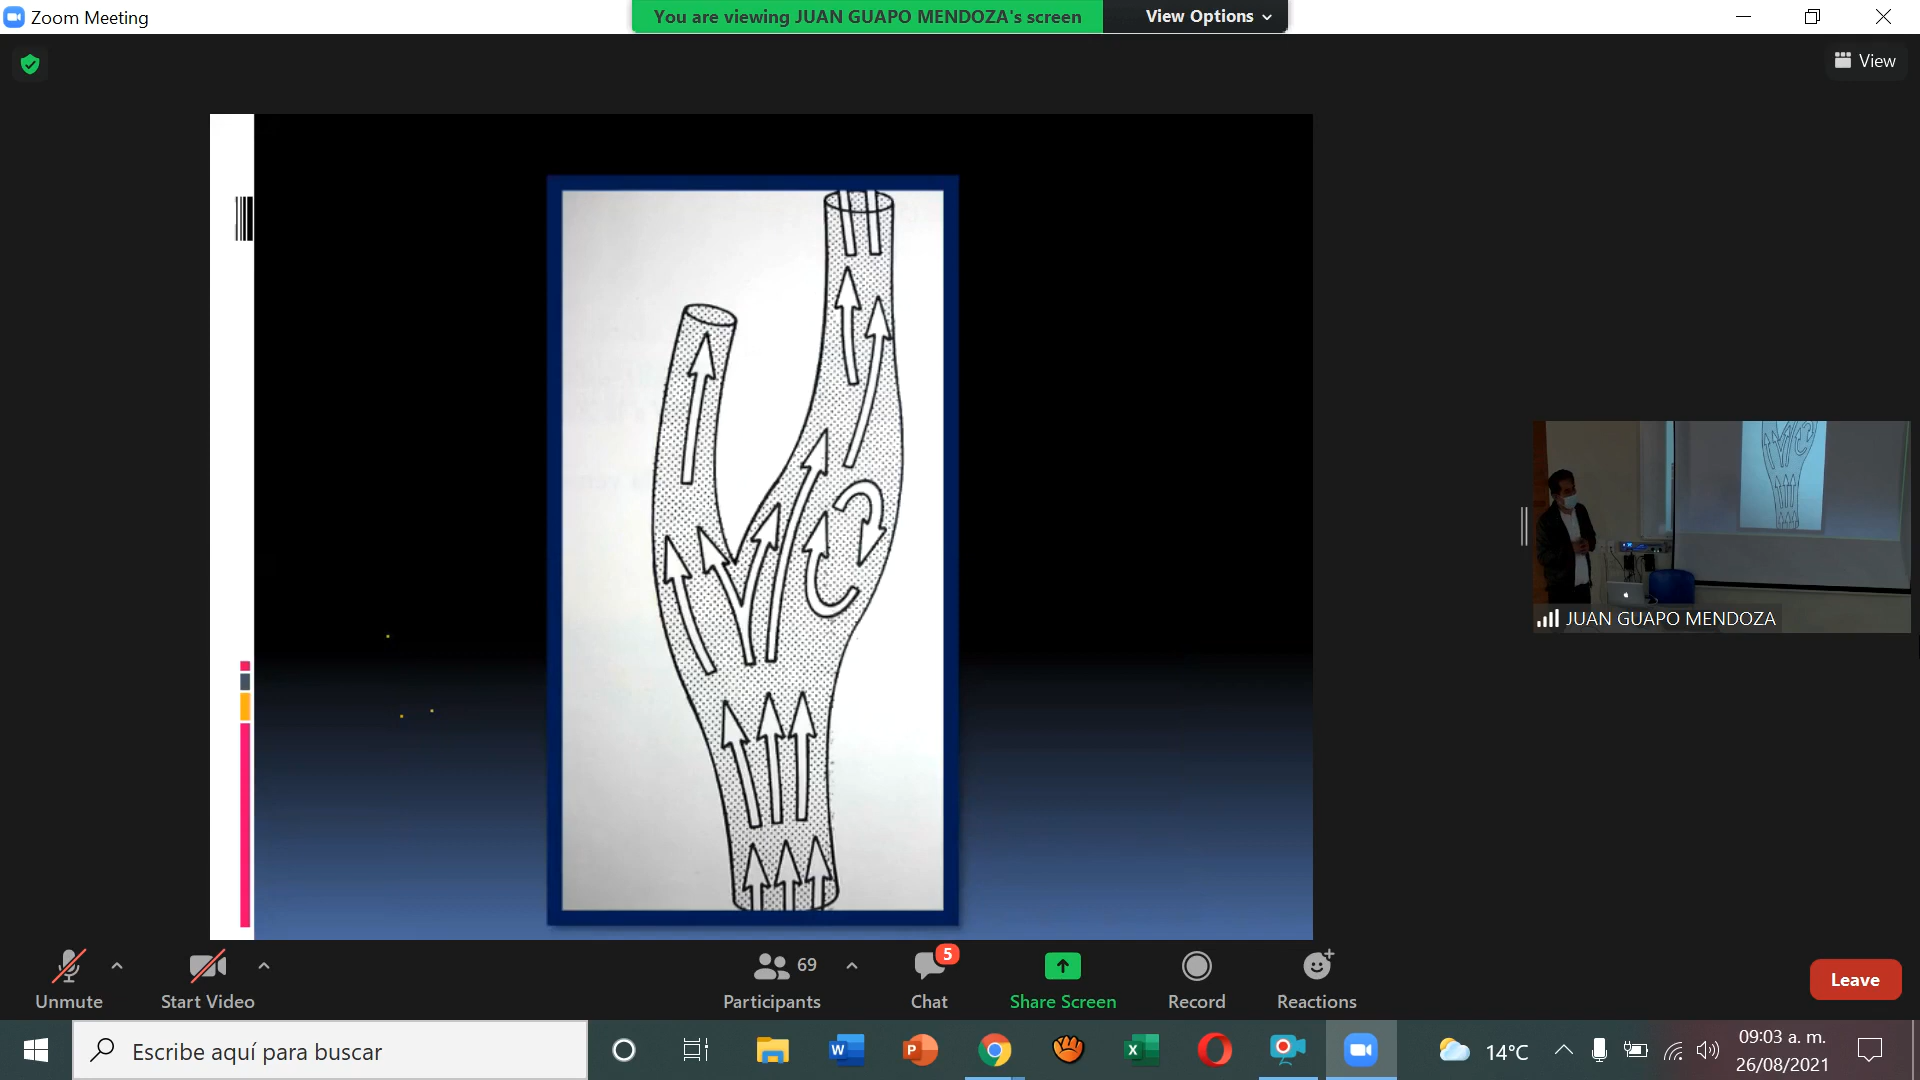 Zoom Meeting
You are viewing JUAN GUAPO MENDOZA's screen
View Options
View
JUAN GUAPO MENDOZA
Unmute
Start Video
69
Participants
5
Chat
Share Screen
Record
Reactions
Leave
Escribe aquí para buscar
14°C
09:03 a. m.
26/08/2021